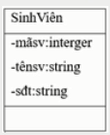 SinhViên
-mãsv:interger
-tênsv:string
-sđt:string